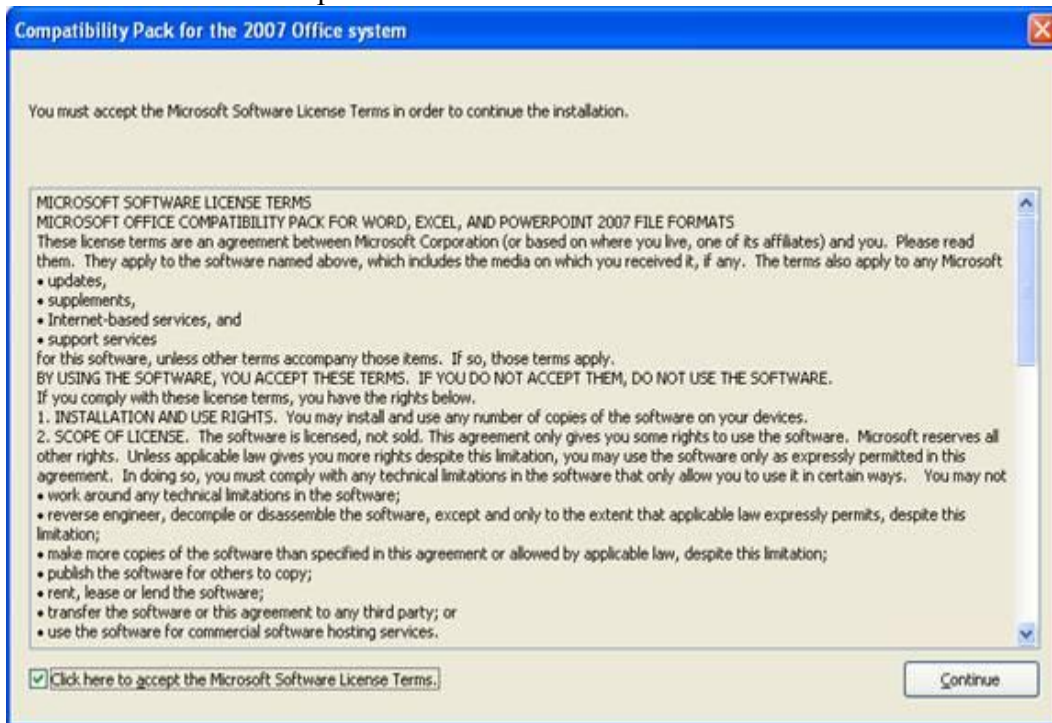 Compatibility Pack for the 2007 Office system
You must accept the Microsoft Software License Terms in order to continue the installation.
MICROSOFT SOFTWARE LICENSE TERMS
MICROSOFT OFFICE COMPATIBILITY PACK FOR WORD, EXCEL, AND POWERPOINT 2007 FILE FORMATS
These license terms are an agreement between Microsoft Corporation (or based on where you live, one of its affiliates) and you. Please read
them. They apply to the software named above, which includes the media on which you received it, if any. The terms also apply to any Microsoft
• updates,
• supplements,
• Internet-based services, and
• support services
for this software, unless other terms accompany those items. If so, those terms apply.
BY USING THE SOFTWARE, YOU ACCEPT THESE TERMS. IF YOU DO NOT ACCEPT THEM, DO NOT USE THE SOFTWARE.
If you comply with these license terms, you have the rights below.
1. INSTALLATION AND USE RIGHTS. You may install and use any number of copies of the software on your devices.
2. SCOPE OF LICENSE. The software is licensed, not sold. This agreement only gives you some rights to use the software. Microsoft reserves all
other rights. Unless applicable law gives you more rights despite this limitation, you may use the software only as expressly permitted in this
agreement. In doing so, you must comply with any technical limitations in the software that only allow you to use it in certain ways. You may not
• work around any technical limitations in the software;
• reverse engineer, decompile or disassemble the software, except and only to the extent that applicable law expressly permits, despite this
limitation;
• make more copies of the software than specified in this agreement or allowed by applicable law, despite this limitation;
• publish the software for others to copy;
• rent, lease or lend the software;
• transfer the software or this agreement to any third party; or
• use the software for commercial software hosting services.
Click here to accept the Microsoft Software License Terms.
Continue